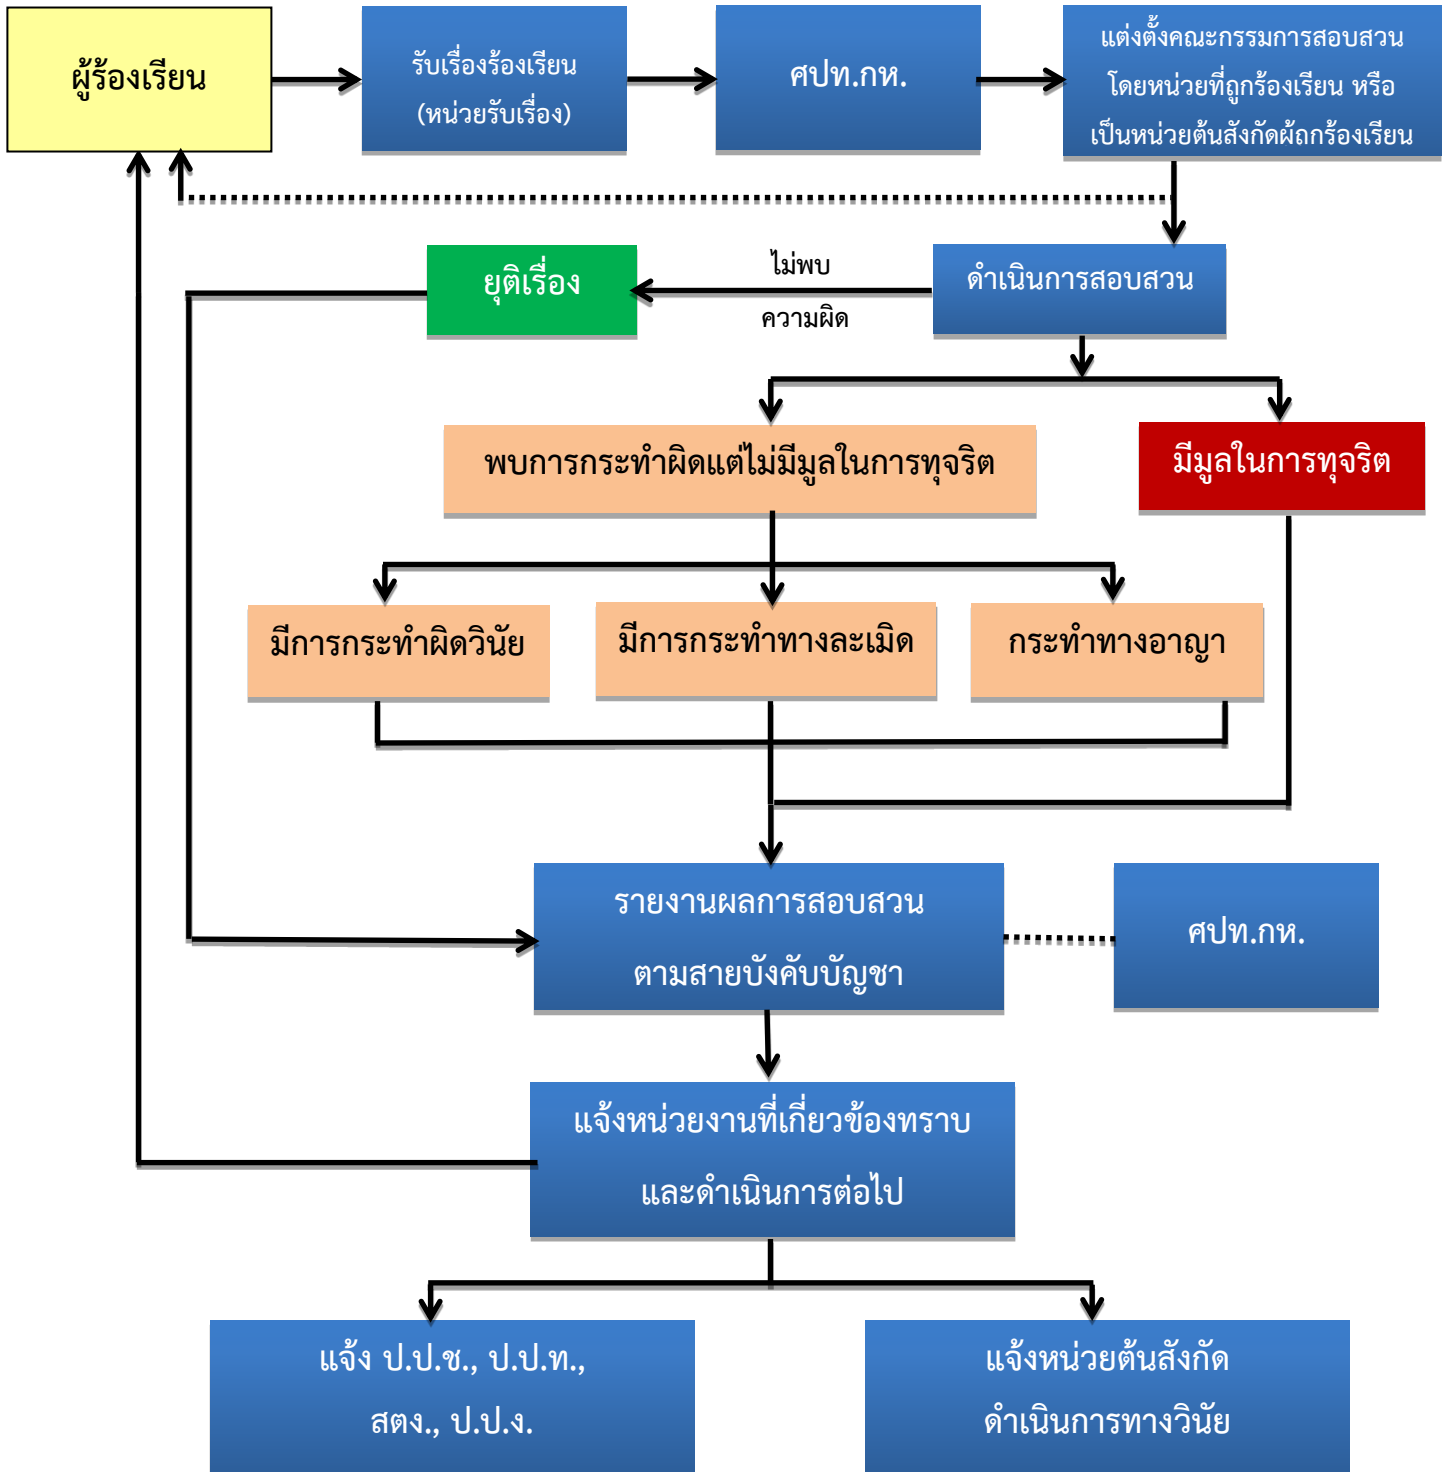 ผู้ร้องเรียน
รับเรื่องร้องเรียน
(หน่วยรับเรื่อง)
ศปท.กห.
แต่งตั้งคณะกรรมการสอบสวน
โดยหน่วยที่ถูกร้องเรียน หรือ
เป็นหน่วยต้นสังกัดผ้ถกร้องเรียน
ยุติเรื่อง
ไม่พบ
ความผิด
ดำเนินการสอบสวน
พบการกระทำผิดแต่ไม่มีมูลในการทุจริต
มีมูลในการทุจริต
มีการกระทำผิดวินัย
มีการกระทำทางละเมิด
กระทำทางอาญา
รายงานผลการสอบสวน
ตามสายบังคับบัญชา
ศปท.กห.
แจ้งหน่วยงานที่เกี่ยวข้องทราบ
และดำเนินการต่อไป
แจ้ง ป.ป.ช., ป.ป.ท.,
สตง., ป.ป.ง.
แจ้งหน่วยต้นสังกัด
ดำเนินการทางวินัย